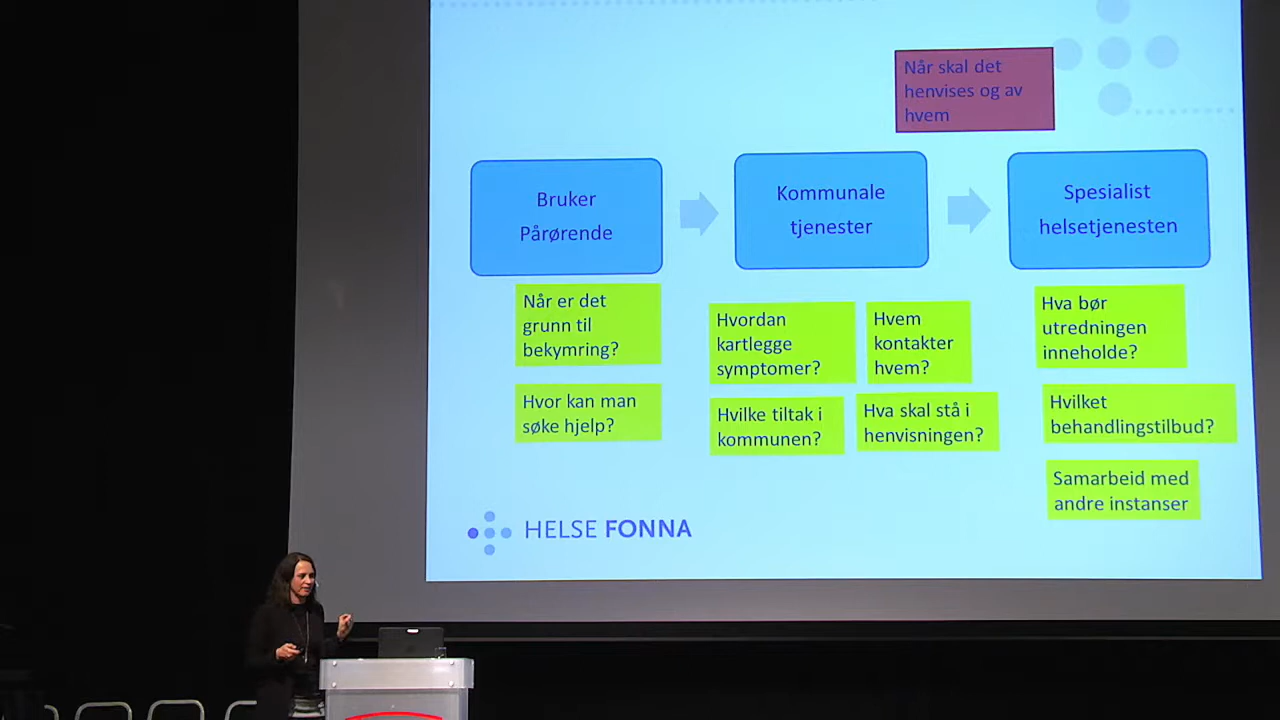 Når skal det
henvises og av
hvem
Bruker
Pårørende
Kommunale
tjenester
Spesialist
helsetjenesten
Når er det
grunn til
bekymring?
Hvor kan man
søke hjelp?
Hvordan
kartlegge
symptomer?
Hvem
kontakter
hvem?
Hvilke tiltak i
kommunen?
Hva skal stå i
henvisningen?
Hva bør
utredningen
inneholde?
Hvilket
behandlingstilbud?
Samarbeid med
andre instanser
HELSE FONNA